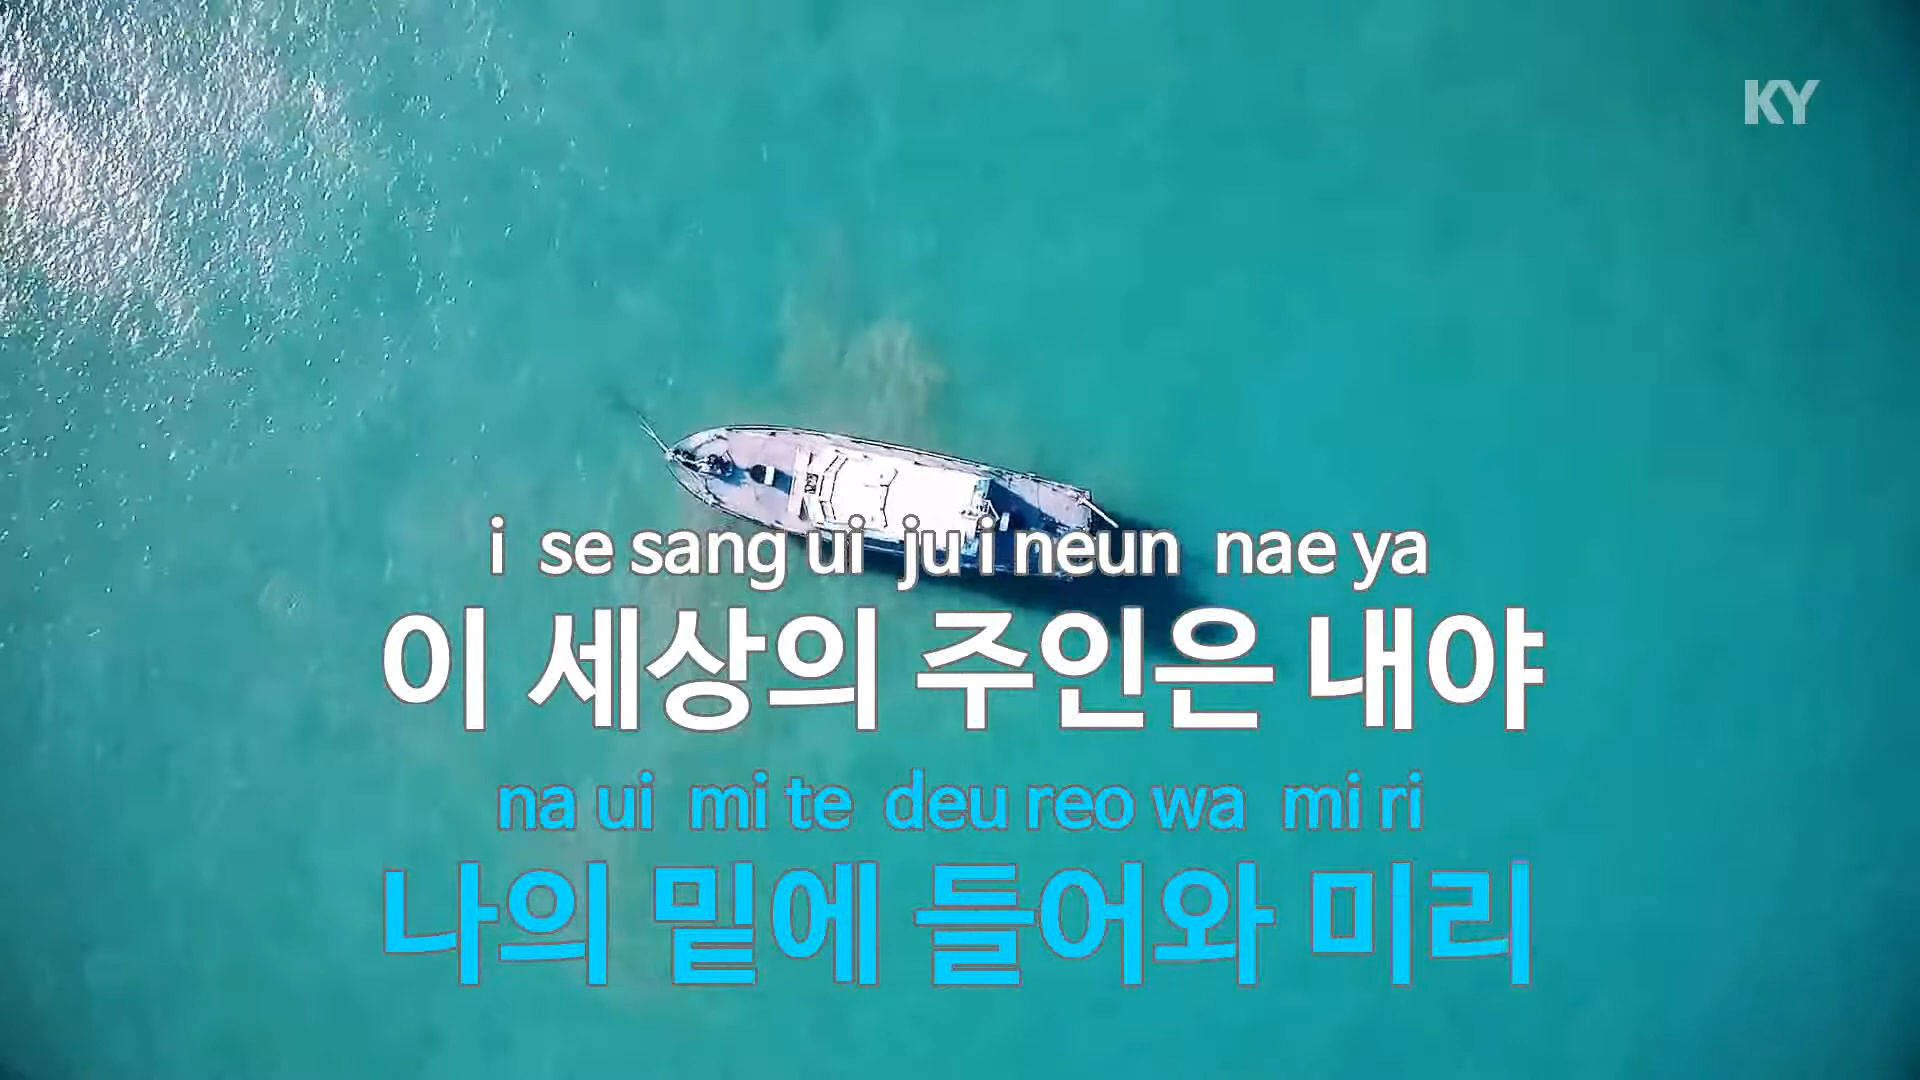 KY
i se sang ui ju i neun nae ya
이 세상의 주인은 내야
na ui mi te deu reo wa mi ri
나의 밑에 들어와 미리